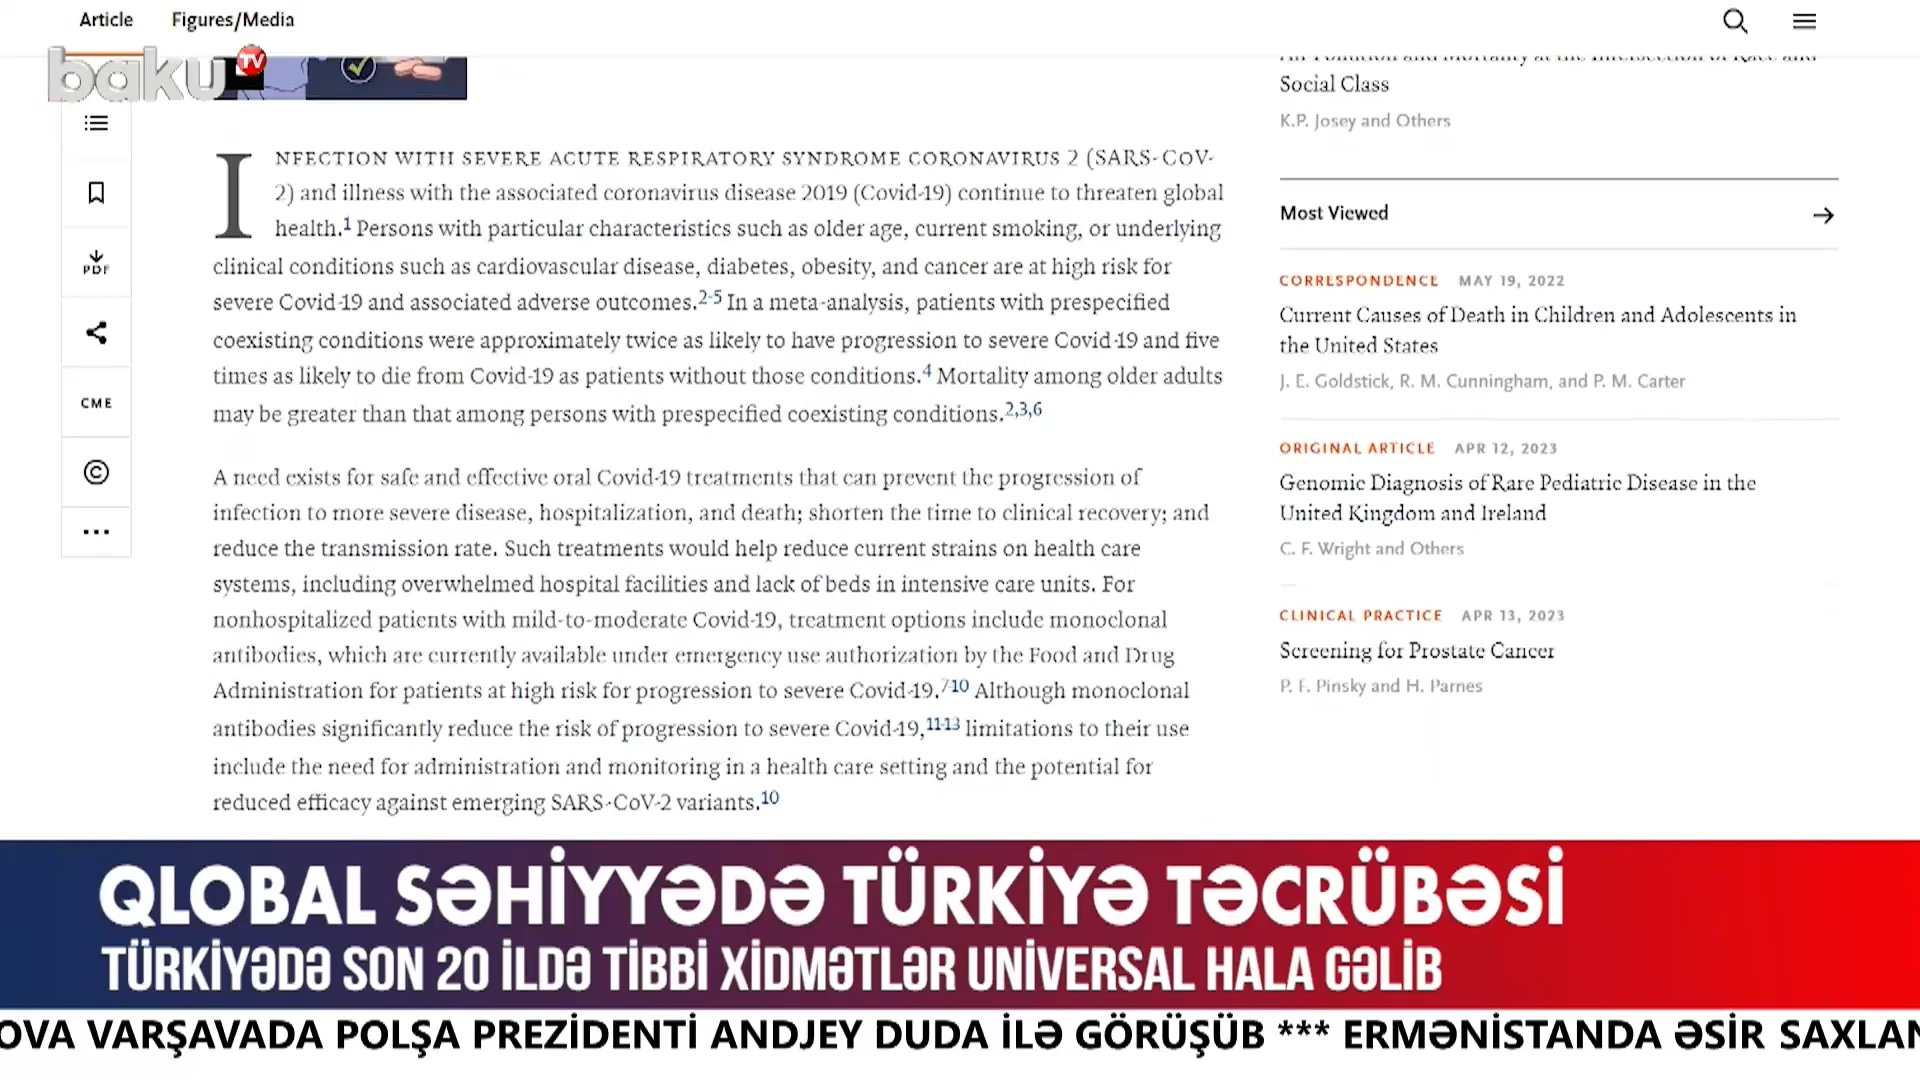 Article Figures/Media
baku TV
INFECTION WITH SEVERE ACUTE RESPIRATORY SYNDROME CORONAVIRUS 2 (SARS-CoV-
2) and illness with the associated coronavirus disease 2019 (Covid-19) continue to threaten global
health.1 Persons with particular characteristics such as older age, current smoking, or underlying
clinical conditions such as cardiovascular disease, diabetes, obesity, and cancer are at high risk for
severe Covid-19 and associated adverse outcomes.2-5 In a meta-analysis, patients with prespecified
coexisting conditions were approximately twice as likely to have progression to severe Covid-19 and five
times as likely to die from Covid-19 as patients without those conditions.4 Mortality among older adults
may be greater than that among persons with prespecified coexisting conditions.2,3,6
A need exists for safe and effective oral Covid-19 treatments that can prevent the progression of
infection to more severe disease, hospitalization, and death; shorten the time to clinical recovery; and
reduce the transmission rate. Such treatments would help reduce current strains on health care
systems, including overwhelmed hospital facilities and lack of beds in intensive care units. For
nonhospitalized patients with mild-to-moderate Covid-19, treatment options include monoclonal
antibodies, which are currently available under emergency use authorization by the Food and Drug
Administration for patients at high risk for progression to severe Covid-19.7-10 Although monoclonal
antibodies significantly reduce the risk of progression to severe Covid-19,11-13 limitations to their use
include the need for administration and monitoring in a health care setting and the potential for
reduced efficacy against emerging SARS-CoV-2 variants.10
PDF
CME
Air Pollution and Mortality at the Intersection of Race and
Social Class
K.P. Josey and Others
Most Viewed
CORRESPONDENCE MAY 19, 2022
Current Causes of Death in Children and Adolescents in
the United States
J. E. Goldstick, R. M. Cunningham, and P. M. Carter
ORIGINAL ARTICLE APR 12, 2023
Genomic Diagnosis of Rare Pediatric Disease in the
United Kingdom and Ireland
C. F. Wright and Others
CLINICAL PRACTICE APR 13, 2023
Screening for Prostate Cancer
P. F. Pinsky and H. Parnes
QLOBAL SƏHİYYƏDƏ TÜRKİYƏ TƏCRÜBƏSİ
TÜRKİYƏDƏ SON 20 İLDƏ TİBBİ XİDMƏTLƏR UNİVERSAL HALA GƏLİB
OVA VARŞAVADA POLŞA PREZİDENTİ ANDJEY DUDA İLƏ GÖRÜŞÜB *** ERMƏNİSTANDA ƏSİR SAXLAN